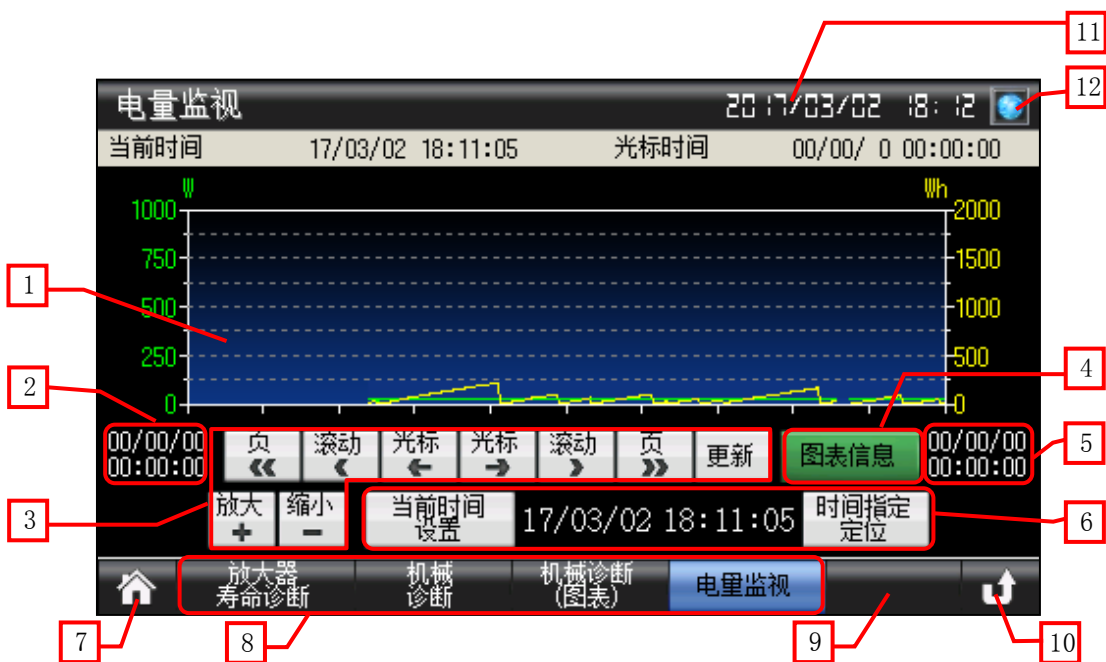 11
电量监视 2017/03/02 18:12
12
当前时间 17/03/02 18:11:05 光标时间 00/00/ 0 00:00:00
W Wh
1000 2000
750 1500
1
500 1000
250 500
4
2
0 0
00/00/00 00:00:00
页 滚动 光标 光标 滚动 页 更新
图表信息
00/00/00 00:00:00
5
3
放大 缩小
+ −
当前时间设置
17/03/02 18:11:05
时间指定定位
6
放大器寿命诊断
机械诊断
机械诊断(图表)
电量监视
7
8
9
10